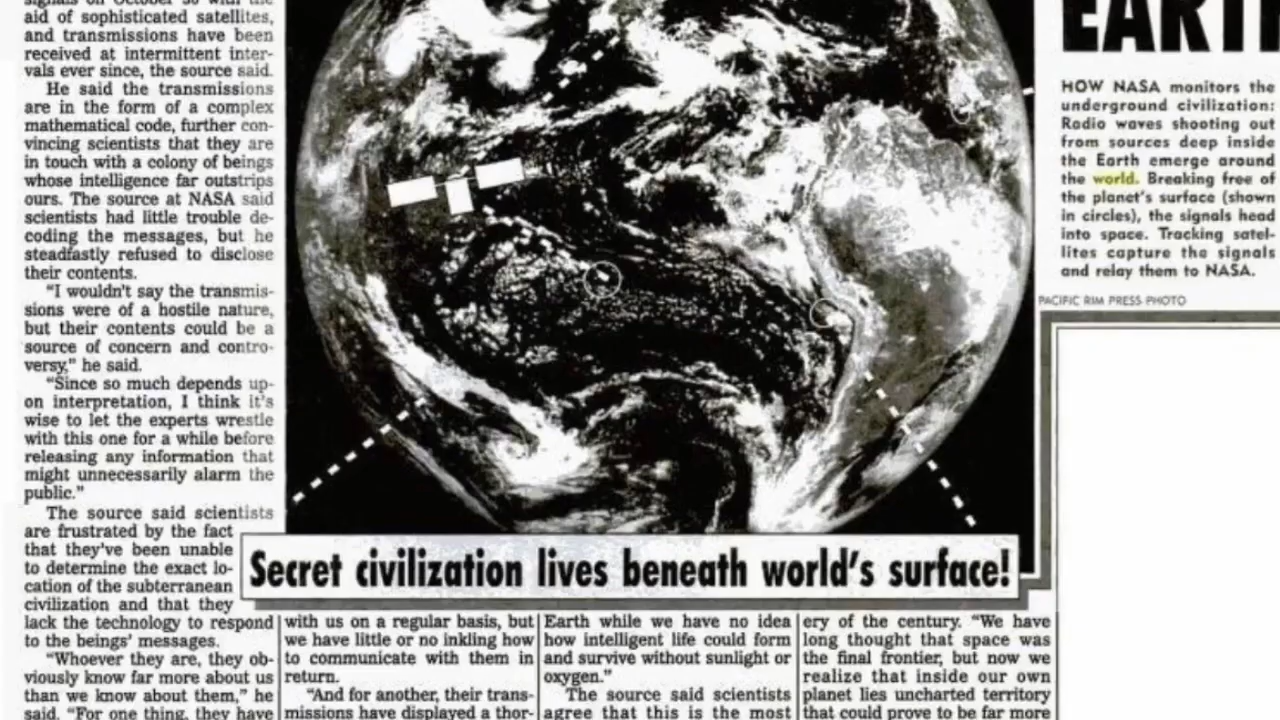 signals on October 30 with the
aid of sophisticated satellites,
and transmissions have been
received at intermittent inter-
vals ever since, the source said.
He said the transmissions
are in the form of a complex
mathematical code, further con-
vincing scientists that they are
in touch with a colony of beings
whose intelligence far outstrips
ours. The source at NASA said
scientists had little trouble de-
coding the messages, but he
steadfastly refused to disclose
their contents.
"I wouldn't say the transmis-
sions were of a hostile nature,
but their contents could be a
source of concern and contro-
versy," he said.
"Since so much depends up-
on interpretation, I think it's
wise to let the experts wrestle
with this one for a while before
releasing any information that
might unnecessarily alarm the
public."
The source said scientists
are frustrated by the fact
that they've been unable
to determine the exact lo-
cation of the subterranean
civilization and that they
lack the technology to respond
to the beings' messages.
"Whoever they are, they ob-
viously know far more about us
than we know about them," he
said. "For one thing, they have
Secret civilization lives beneath world's surface!
with us on a regular basis, but
we have little or no inkling how
to communicate with them in
return.
"And for another, their trans-
missions have displayed a thor-
Earth while we have no idea
how intelligent life could form
and survive without sunlight or
oxygen."
The source said scientists
agree that this is the most
ery of the century. "We have
long thought that space was
the final frontier, but now we
realize that inside our own
planet lies uncharted territory
that could prove to be far more
EARTH
HOW NASA monitors the
underground civilization:
Radio waves shooting out
from sources deep inside
the Earth emerge around
the world. Breaking free of
the planet's surface (shown
in circles), the signals head
into space. Tracking satel-
lites capture the signals
and relay them to NASA.
PACIFIC RIM PRESS PHOTO